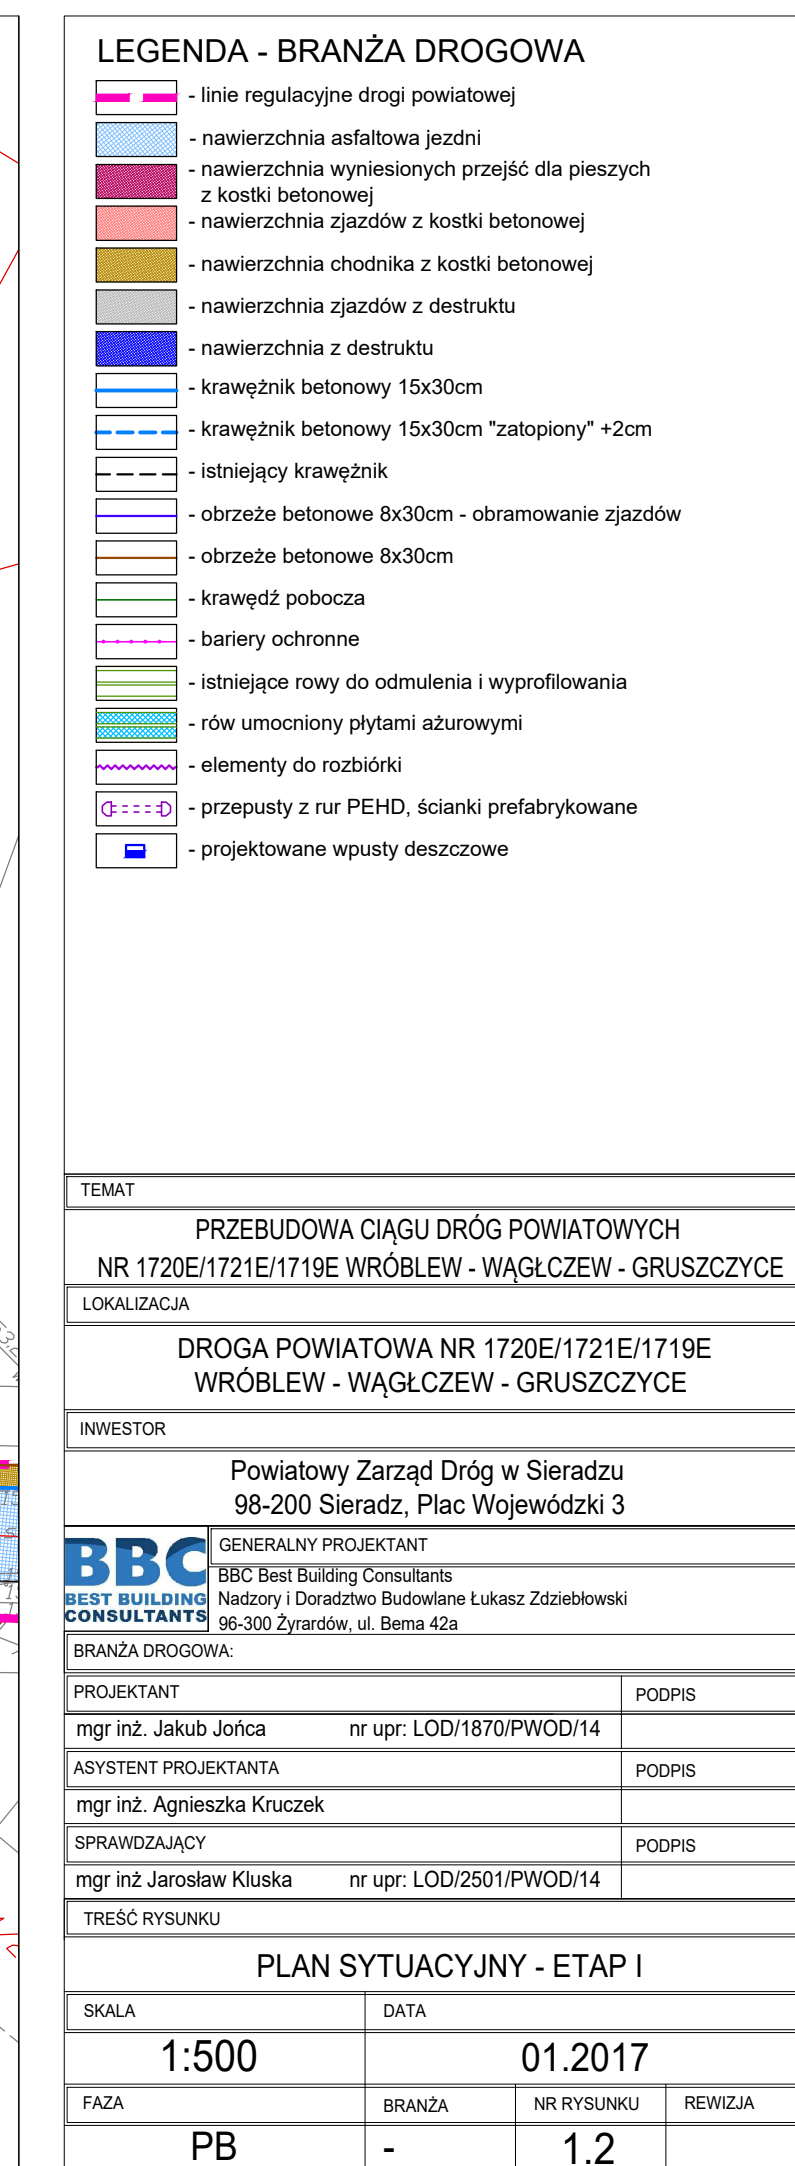 LEGENDA - BRANŻA DROGOWA
- linie regulacyjne drogi powiatowej
- nawierzchnia asfaltowa jezdni
- nawierzchnia wyniesionych przejść dla pieszych
z kostki betonowej
- nawierzchnia zjazdów z kostki betonowej
- nawierzchnia chodnika z kostki betonowej
- nawierzchnia zjazdów z destruktu
- nawierzchnia z destruktu
- krawężnik betonowy 15x30cm
- krawężnik betonowy 15x30cm "zatopiony" +2cm
- istniejący krawężnik
- obrzeże betonowe 8x30cm - obramowanie zjazdów
- obrzeże betonowe 8x30cm
- krawędź pobocza
- bariery ochronne
- istniejące rowy do odmulenia i wyprofilowania
- rów umocniony płytami ażurowymi
- elementy do rozbiórki
- przepusty z rur PEHD, ścianki prefabrykowane
- projektowane wpusty deszczowe
TEMAT
PRZEBUDOWA CIĄGU DRÓG POWIATOWYCH
NR 1720E/1721E/1719E WRÓBLEW - WĄGŁCZEW - GRUSZCZYCE
LOKALIZACJA
DROGA POWIATOWA NR 1720E/1721E/1719E
WRÓBLEW - WĄGŁCZEW - GRUSZCZYCE
INWESTOR
Powiatowy Zarząd Dróg w Sieradzu
98-200 Sieradz, Plac Wojewódzki 3
BBC
BEST BUILDING
CONSULTANTS
GENERALNY PROJEKTANT
BBC Best Building Consultants
Nadzory i Doradztwo Budowlane Łukasz Zdziebłowski
96-300 Żyrardów, ul. Bema 42a
BRANŻA DROGOWA:
PROJEKTANT PODPIS
mgr inż. Jakub Jońca nr upr: LOD/1870/PWOD/14
ASYSTENT PROJEKTANTA PODPIS
mgr inż. Agnieszka Kruczek
SPRAWDZAJĄCY PODPIS
mgr inż Jarosław Kluska nr upr: LOD/2501/PWOD/14
TREŚĆ RYSUNKU
PLAN SYTUACYJNY - ETAP I
SKALA DATA
1:500 01.2017
FAZA BRANŻA NR RYSUNKU REWIZJA
PB - 1.2